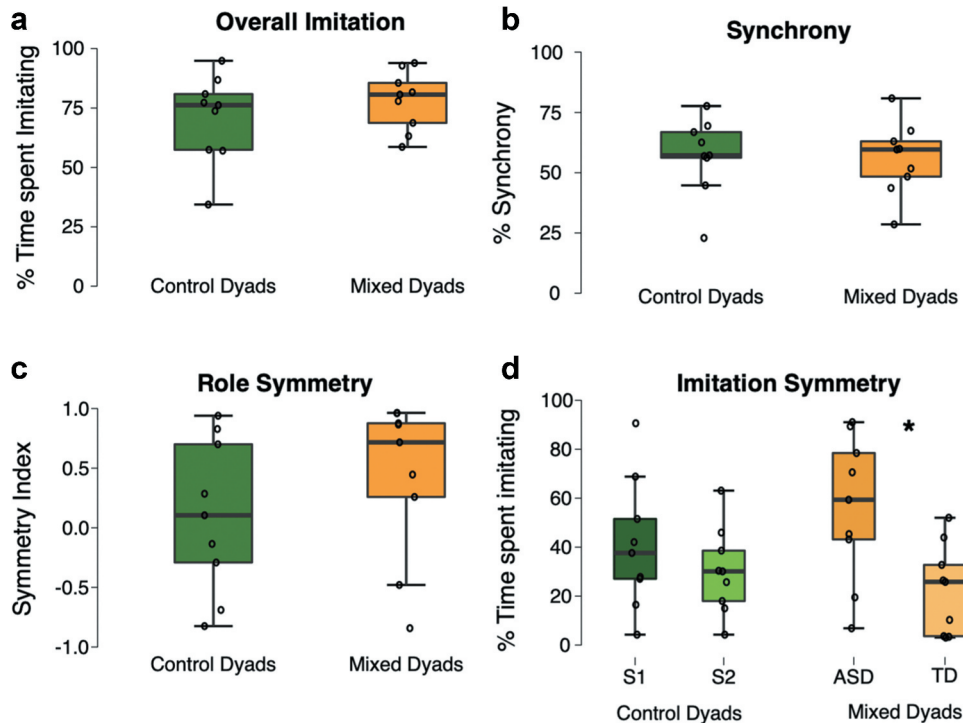 a
Overall Imitation
% Time spent Imitating
100
75
50
25
0
Control Dyads
Mixed Dyads
b
Synchrony
% Synchrony
100
75
50
25
0
Control Dyads
Mixed Dyads
c
Role Symmetry
Symmetry Index
1.0
0.5
0.0
-0.5
-1.0
Control Dyads
Mixed Dyads
d
Imitation Symmetry
% Time spent imitating
100
80
60
40
20
0
*
S1
S2
ASD
TD
Control Dyads
Mixed Dyads